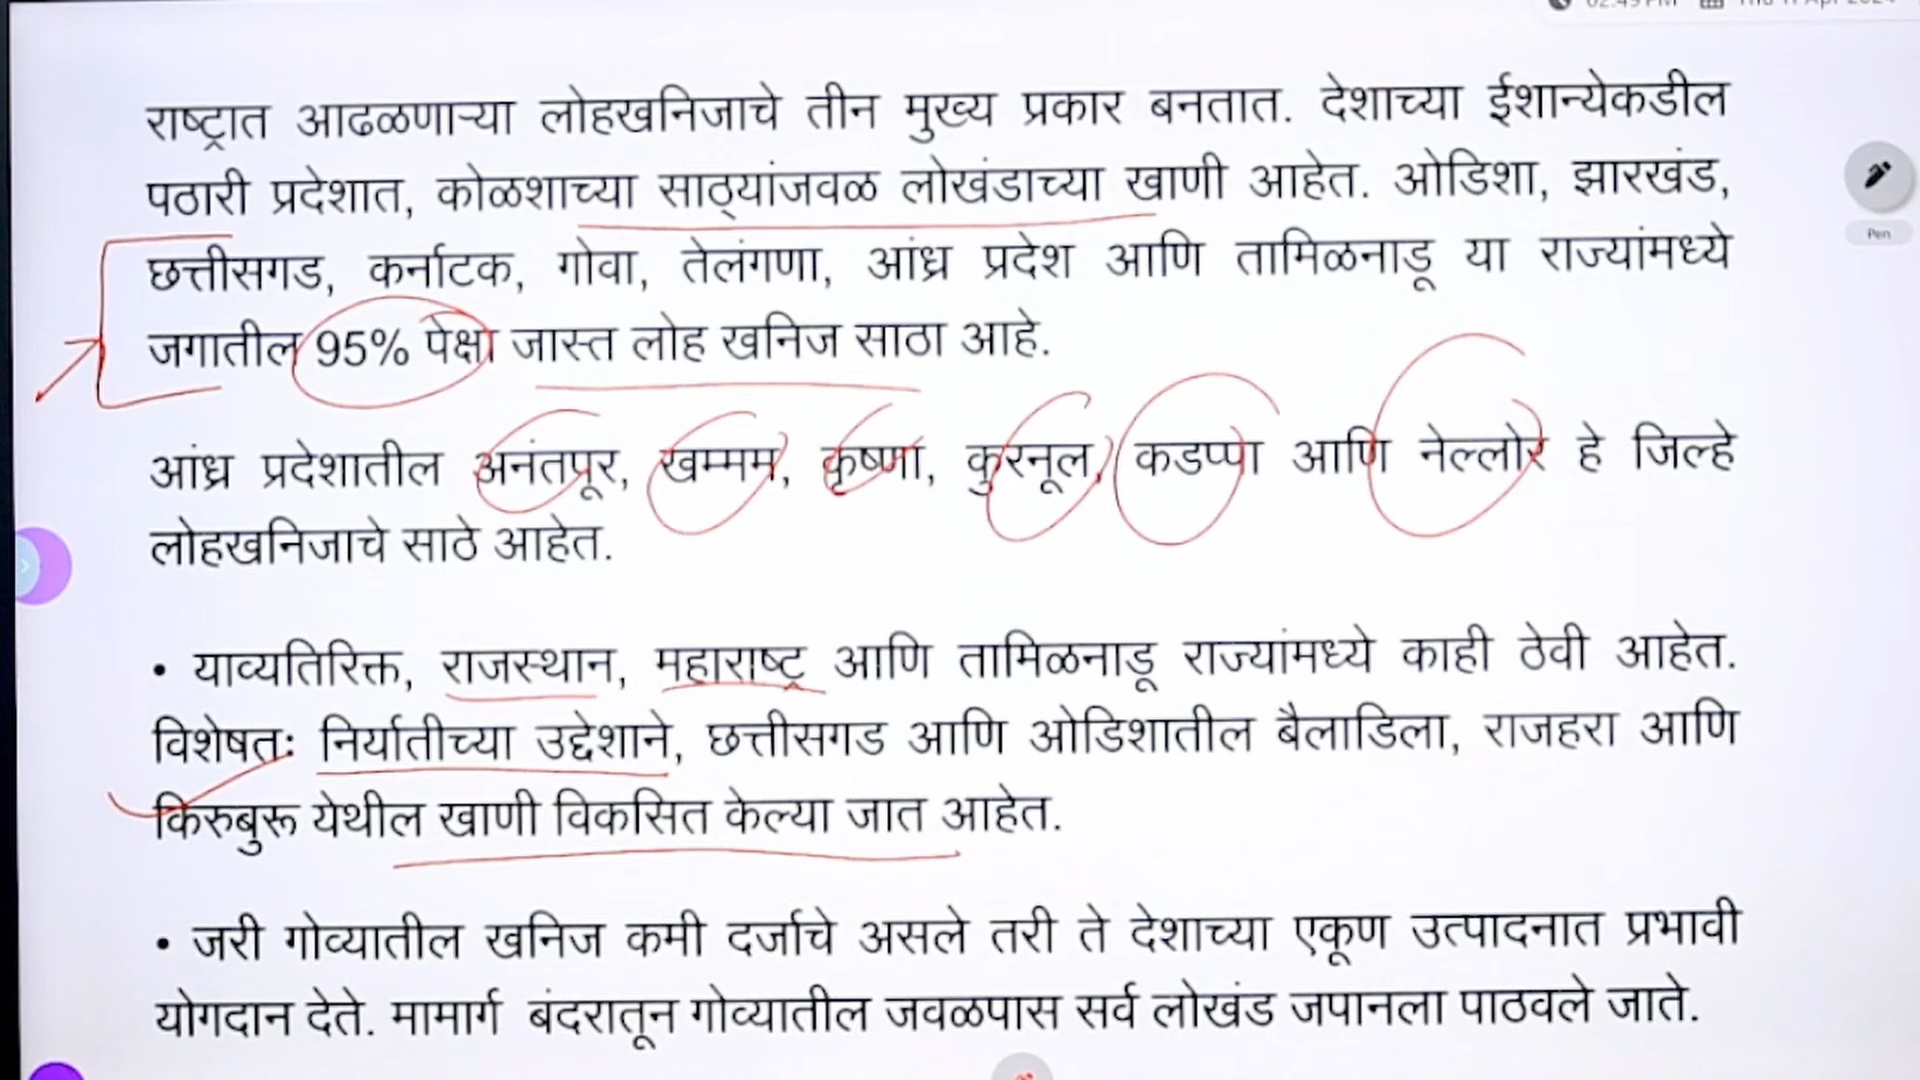 राष्ट्रात आढळणाऱ्या लोहखनिजाचे तीन मुख्य प्रकार बनतात. देशाच्या ईशान्येकडील
पठारी प्रदेशात, कोळशाच्या साठ्यांजवळ लोखंडाच्या खाणी आहेत. ओडिशा, झारखंड,
छत्तीसगड, कर्नाटक, गोवा, तेलंगणा, आंध्र प्रदेश आणि तामिळनाडू या राज्यांमध्ये
जगातील 95% पेक्षा जास्त लोह खनिज साठा आहे.
आंध्र प्रदेशातील अनंतपूर, खम्मम, कृष्णा, कुरनूल, कडप्पा आणि नेल्लोर हे जिल्हे
लोहखनिजाचे साठे आहेत.
• याव्यतिरिक्त, राजस्थान, महाराष्ट्र आणि तामिळनाडू राज्यांमध्ये काही ठेवी आहेत.
विशेषतः निर्यातीच्या उद्देशाने, छत्तीसगड आणि ओडिशातील बैलाडिला, राजहरा आणि
किरुबुरू येथील खाणी विकसित केल्या जात आहेत.
• जरी गोव्यातील खनिज कमी दर्जाचे असले तरी ते देशाच्या एकूण उत्पादनात प्रभावी
योगदान देते. मामार्ग बंदरातून गोव्यातील जवळपास सर्व लोखंड जपानला पाठवले जाते.
Pen